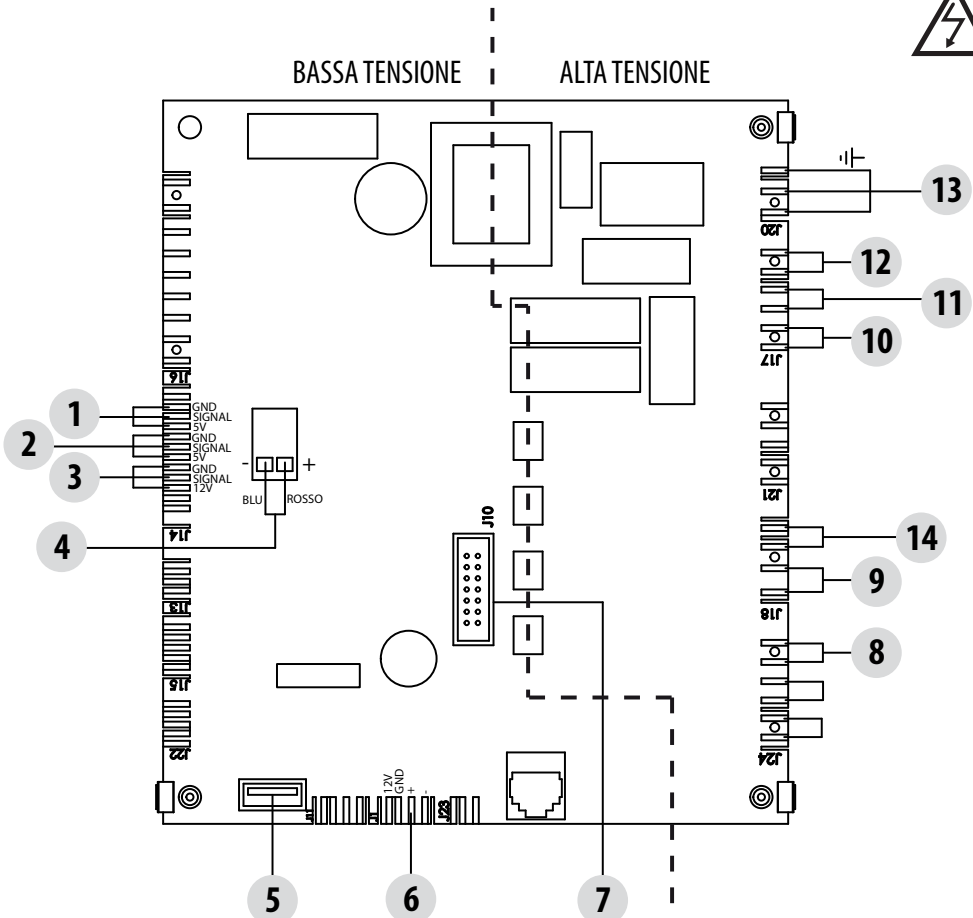 BASSA TENSIONE
ALTA TENSIONE
13
J20
12
11
10
J17
J16
1
GND
SIGNAL
5V
2
GND
SIGNAL
5V
3
GND
SIGNAL
12V
-
+
BLU
ROSSO
J21
4
J14
J10
14
9
J18
J13
8
J15
J22
J24
12V
GND
+
-
J1
J23
5
6
7